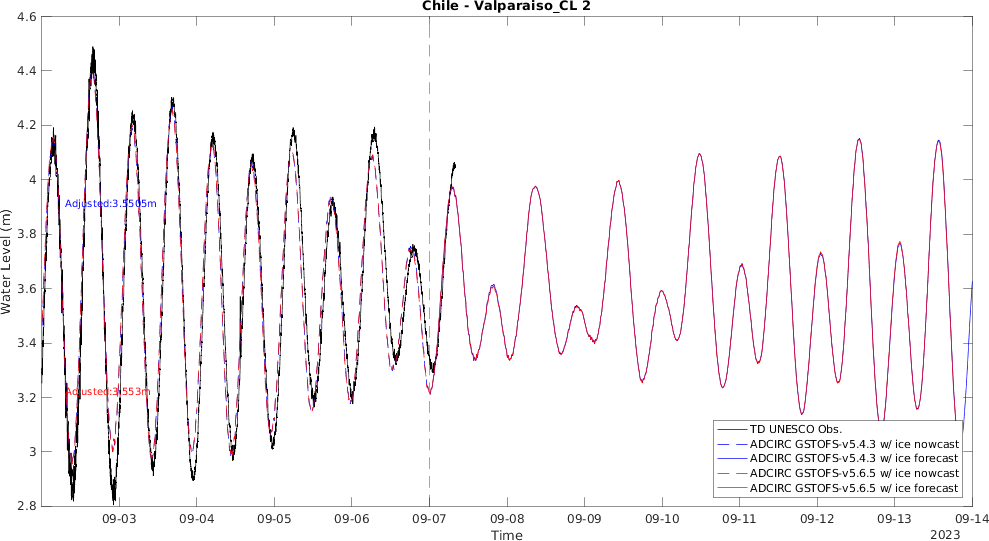 Chile - Valparaiso_CL 2
Water Level (m)
4.6
4.4
4.2
4
3.8
3.6
3.4
3.2
3
2.8
Adjusted:3.5505m
Adjusted:3.553m
TD UNESCO Obs.
ADCIRC GSTOFS-v5.4.3 w/ ice nowcast
ADCIRC GSTOFS-v5.4.3 w/ ice forecast
ADCIRC GSTOFS-v5.6.5 w/ ice nowcast
ADCIRC GSTOFS-v5.6.5 w/ ice forecast
09-03 09-04 09-05 09-06 09-07 09-08 09-09 09-10 09-11 09-12 09-13 09-14
Time
2023